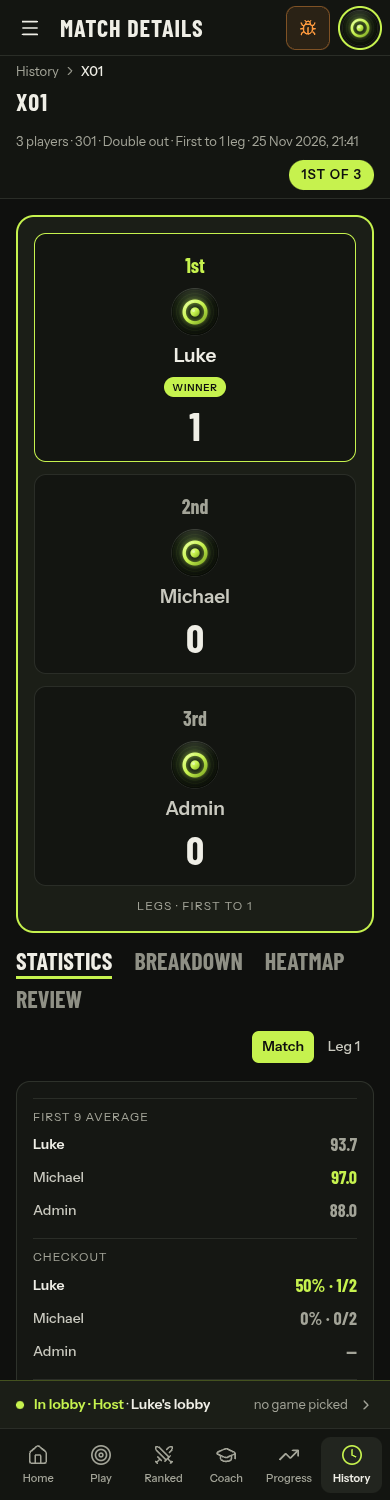 MATCH DETAILS
History > X01
X01
3 players · 301 · Double out · First to 1 leg · 25 Nov 2026, 21:41
1ST OF 3
1st
Luke
WINNER
1
2nd
Michael
0
3rd
Admin
0
LEGS · FIRST TO 1
STATISTICS BREAKDOWN HEATMAP
REVIEW
Match Leg 1
FIRST 9 AVERAGE
Luke 93.7
Michael 97.0
Admin 88.0
CHECKOUT
Luke 50% · 1/2
Michael 0% · 0/2
Admin –
In lobby · Host · Luke's lobby no game picked >
Home Play Ranked Coach Progress History